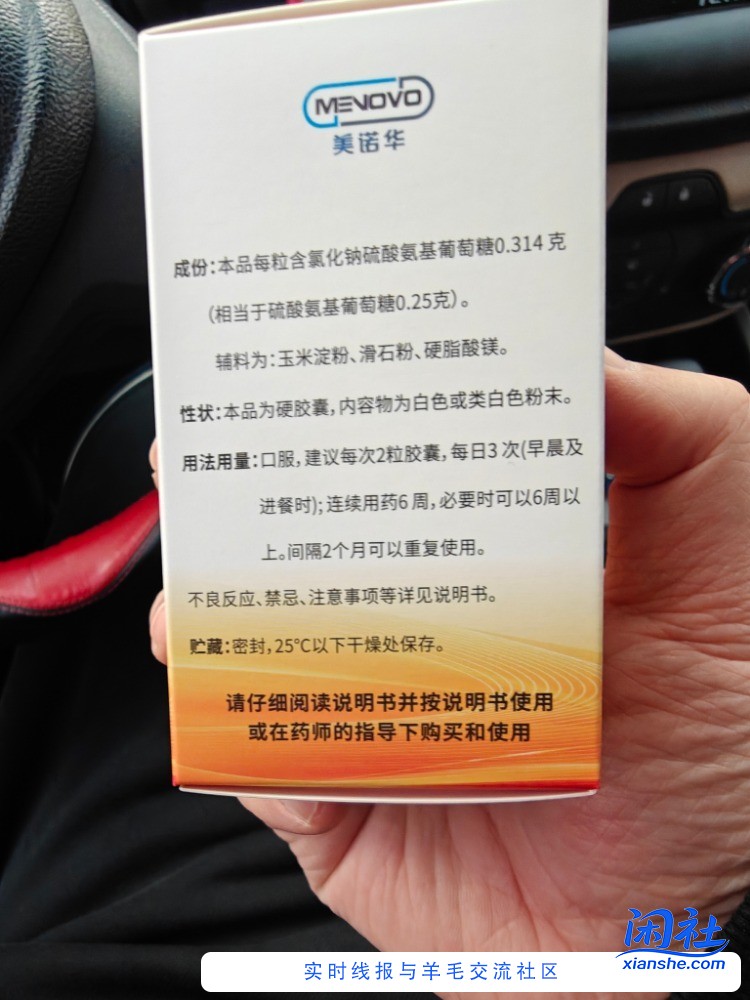 MENOVO
美诺华
成份：本品每粒含氯化钠硫酸氨基葡萄糖0.314 克
（相当于硫酸氨基葡萄糖0.25克）。
辅料为：玉米淀粉、滑石粉、硬脂酸镁。
性状：本品为硬胶囊，内容物为白色或类白色粉末。
用法用量：口服，建议每次2粒胶囊，每日3 次(早晨及
进餐时)；连续用药6 周，必要时可以6周以
上。间隔2个月可以重复使用。
不良反应、禁忌、注意事项等详见说明书。
贮藏：密封，25℃以下干燥处保存。
请仔细阅读说明书并按说明书使用
或在药师的指导下购买和使用
闲社
xianshe.com
实时线报与羊毛交流社区